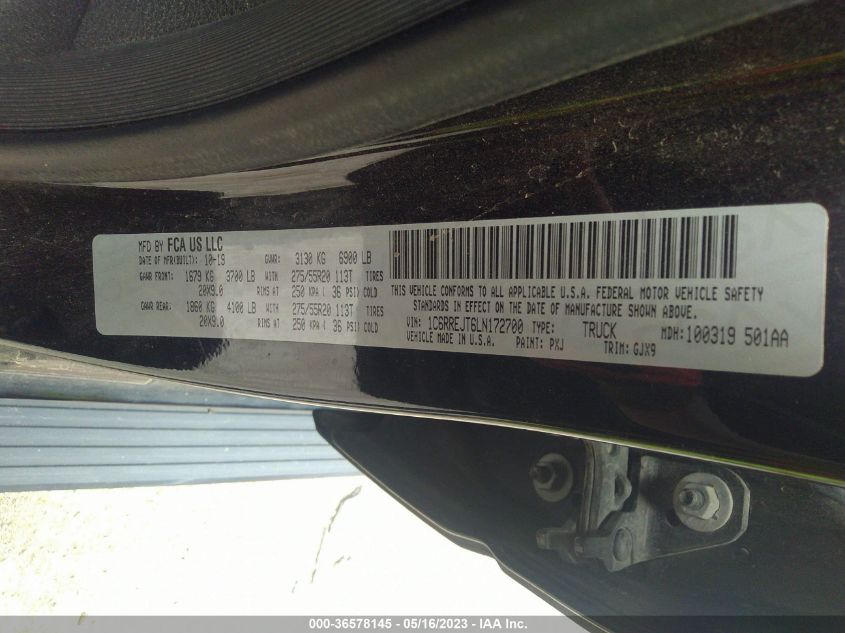 MFD BY FCA US LLC
DATE OF MFR(BUILT): 10-19 GVWR: 3130 KG 6900 LB
GAWR FRONT: 1679 KG 3700 LB WITH 275/55R20 113T TIRES
20X9.0 RIMS AT 250 KPA ( 36 PSI) COLD
GAWR REAR: 1860 KG 4100 LB WITH 275/55R20 113T TIRES
20X9.0 RIMS AT 250 KPA ( 36 PSI) COLD
THIS VEHICLE CONFORMS TO ALL APPLICABLE U.S.A. FEDERAL MOTOR VEHICLE SAFETY
STANDARDS IN EFFECT ON THE DATE OF MANUFACTURE SHOWN ABOVE.
VIN: 1C6RREJT6LN172700 TYPE: TRUCK MDH: 100319 501AA
VEHICLE MADE IN U.S.A. PAINT: PXJ TRIM: GJX9
000-36578145 - 05/16/2023 - IAA Inc.